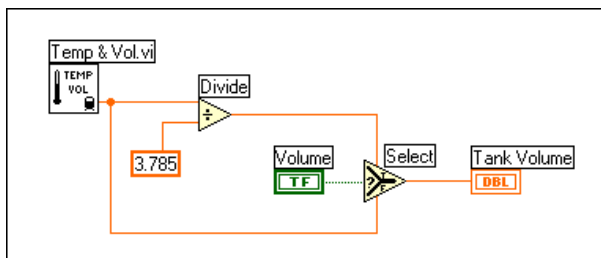 Temp & Vol.vi
TEMP
VOL
Divide
÷
3.785
Volume
TF
Select
?
T
F
Tank Volume
DBL